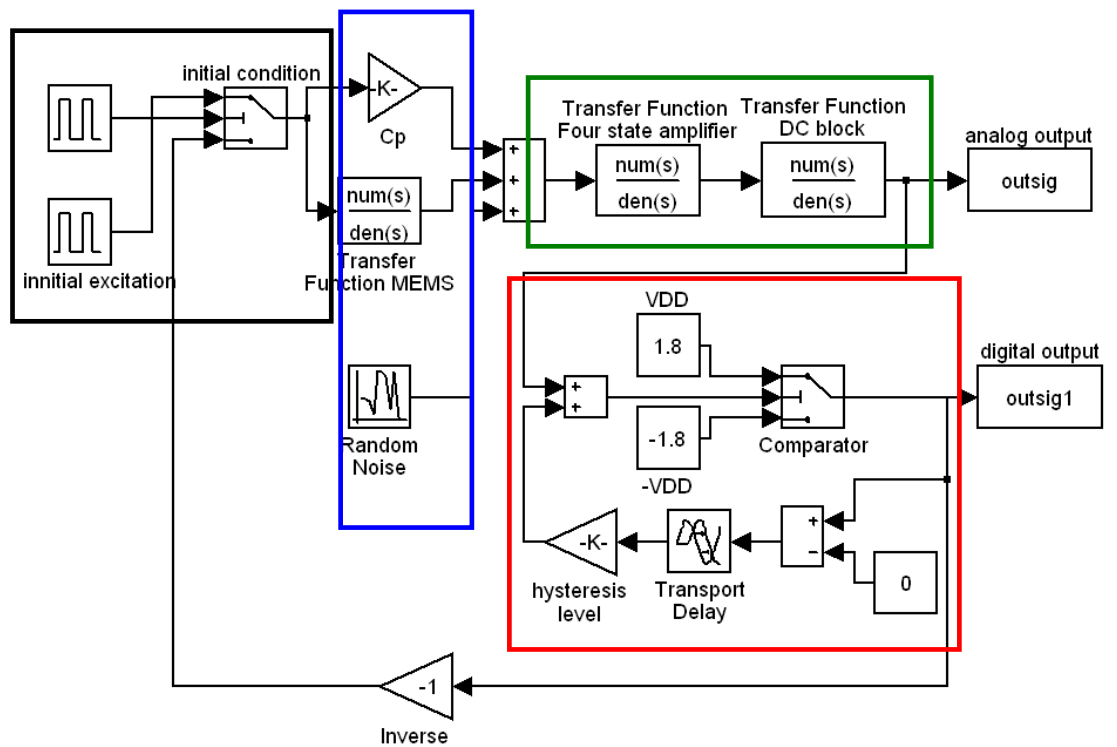 initial condition
innitial excitation
-K-
Cp
num(s)
den(s)
Transfer
Function MEMS
Random
Noise
+
+
+
Transfer Function
Four state amplifier
num(s)
den(s)
Transfer Function
DC block
num(s)
den(s)
analog output
outsig
VDD
1.8
-1.8
-VDD
+
+
Comparator
digital output
outsig1
-K-
hysteresis
level
Transport
Delay
+
−
0
-1
Inverse